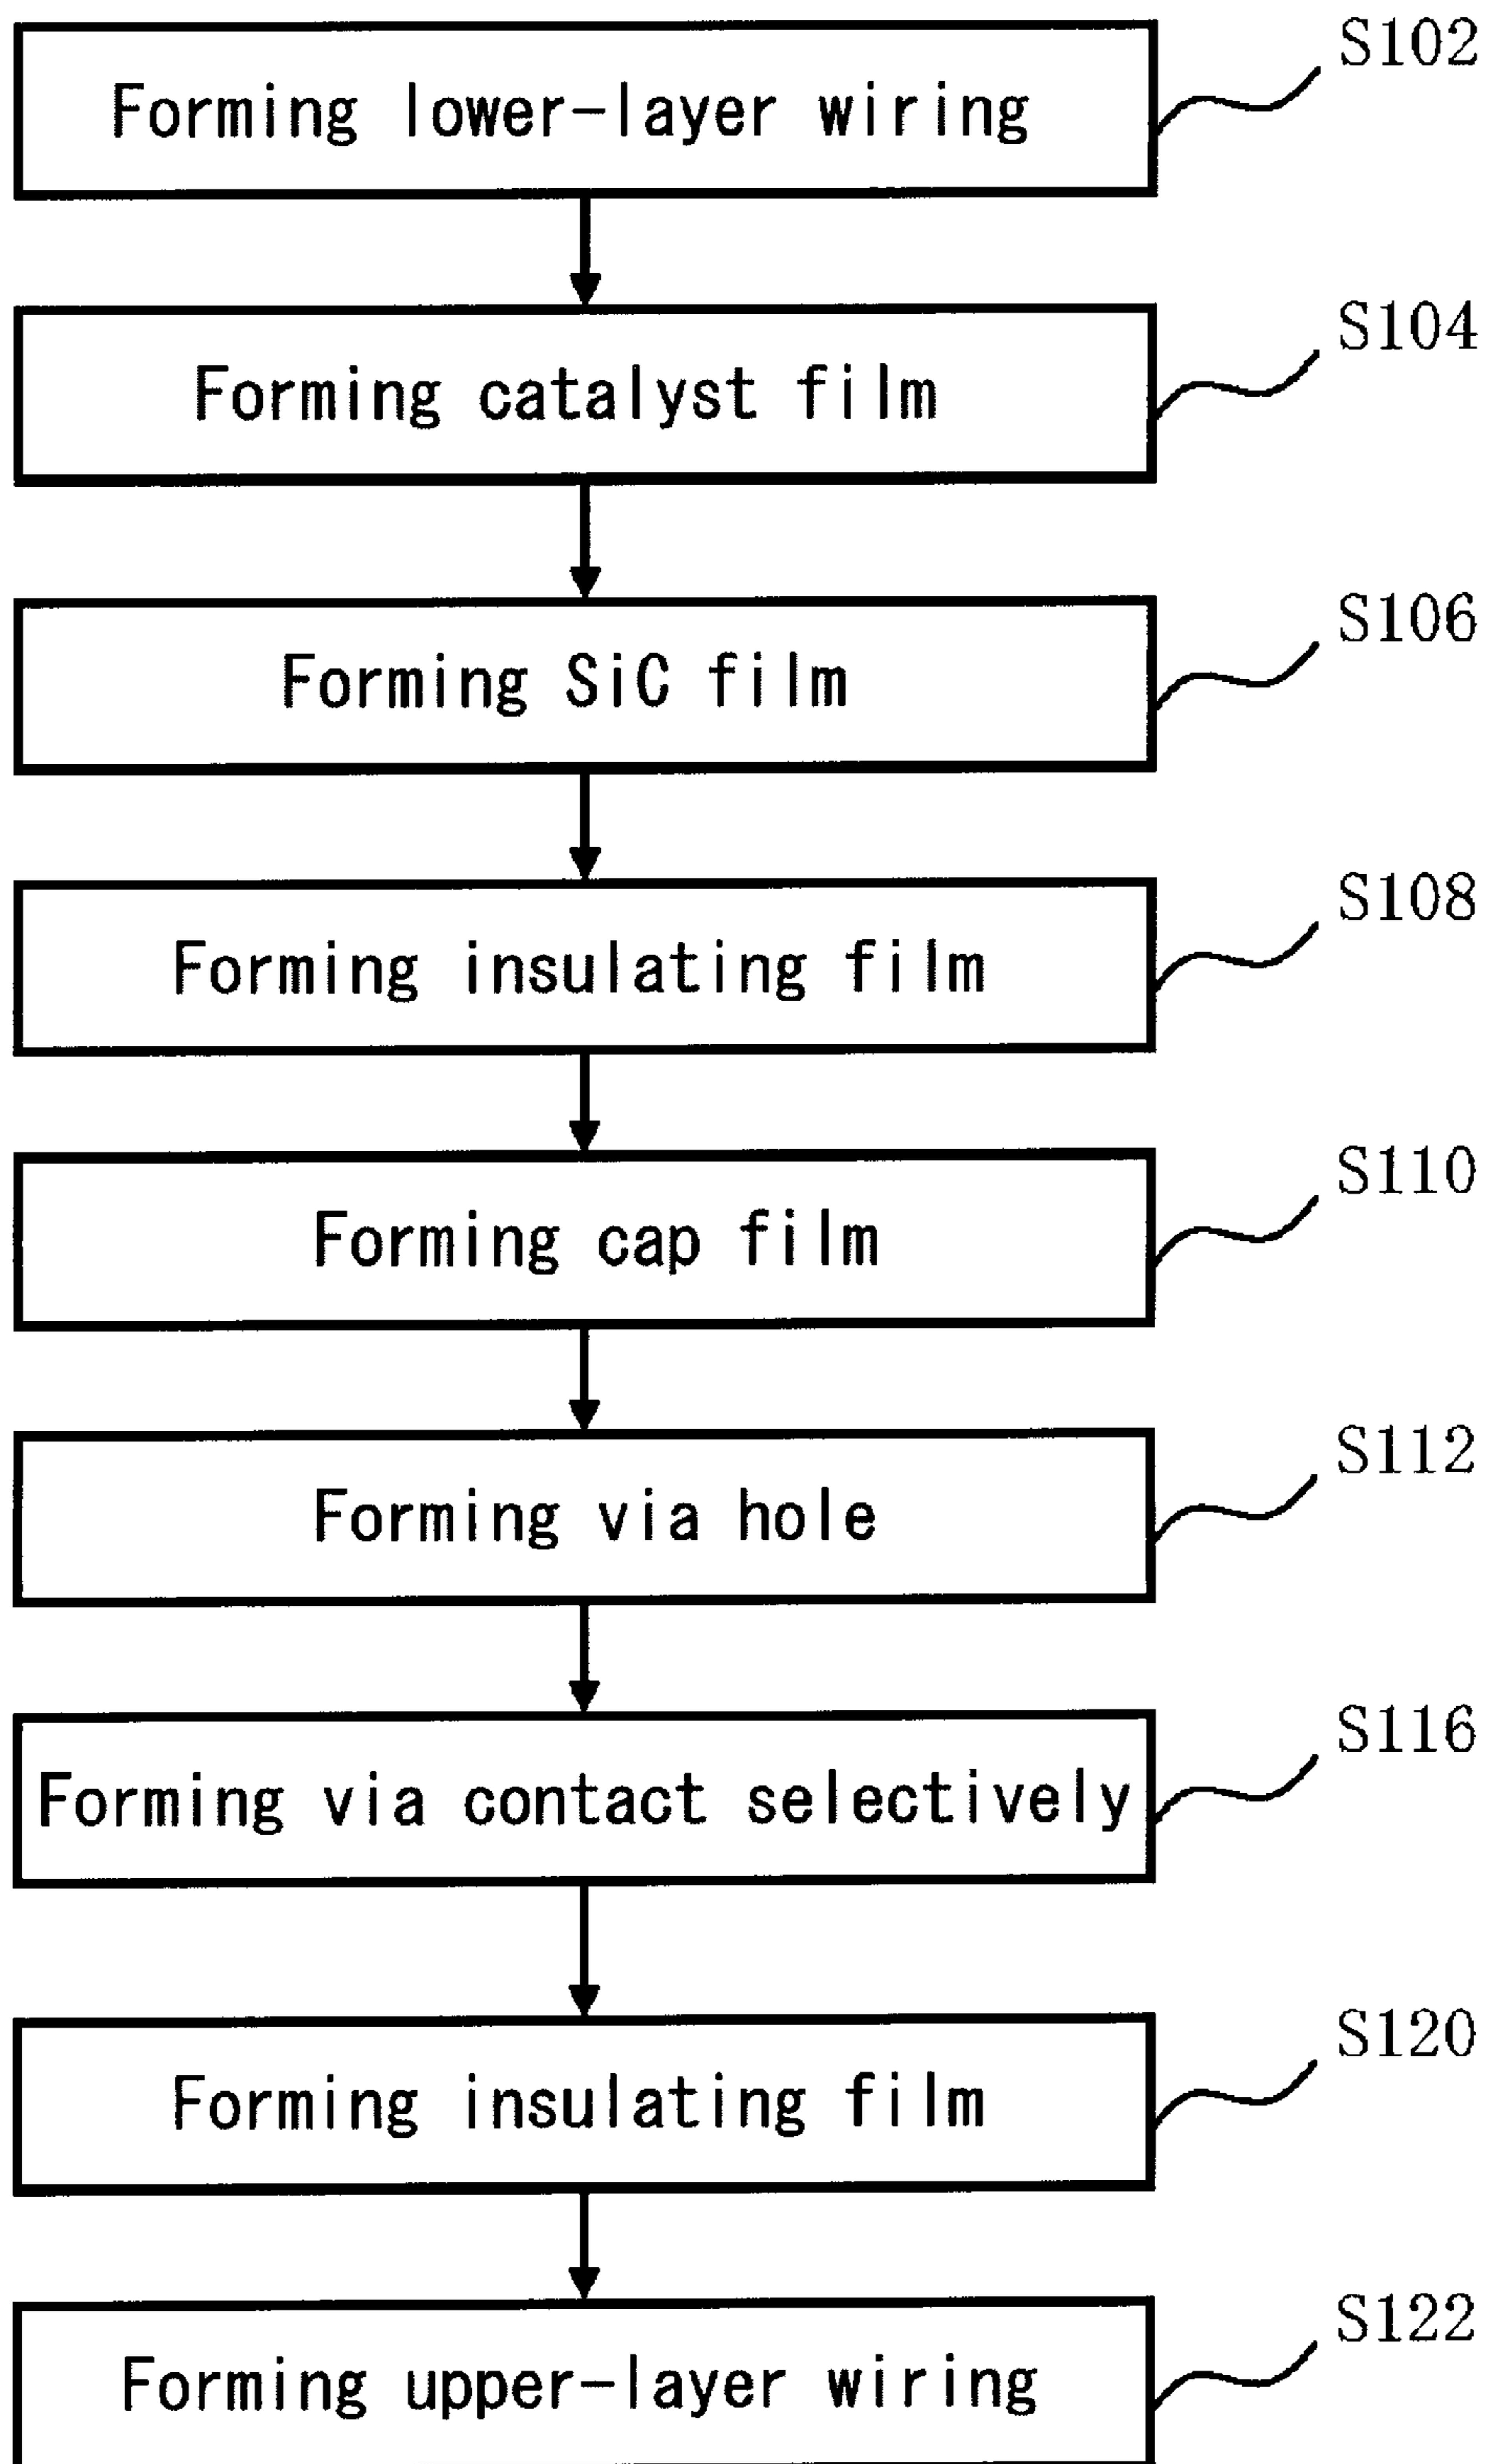 S102
Forming lower-layer wiring
S104
Forming catalyst film
S106
Forming SiC film
S108
Forming insulating film
S110
Forming cap film
S112
Forming via hole
S116
Forming via contact selectively
S120
Forming insulating film
S122
Forming upper-layer wiring